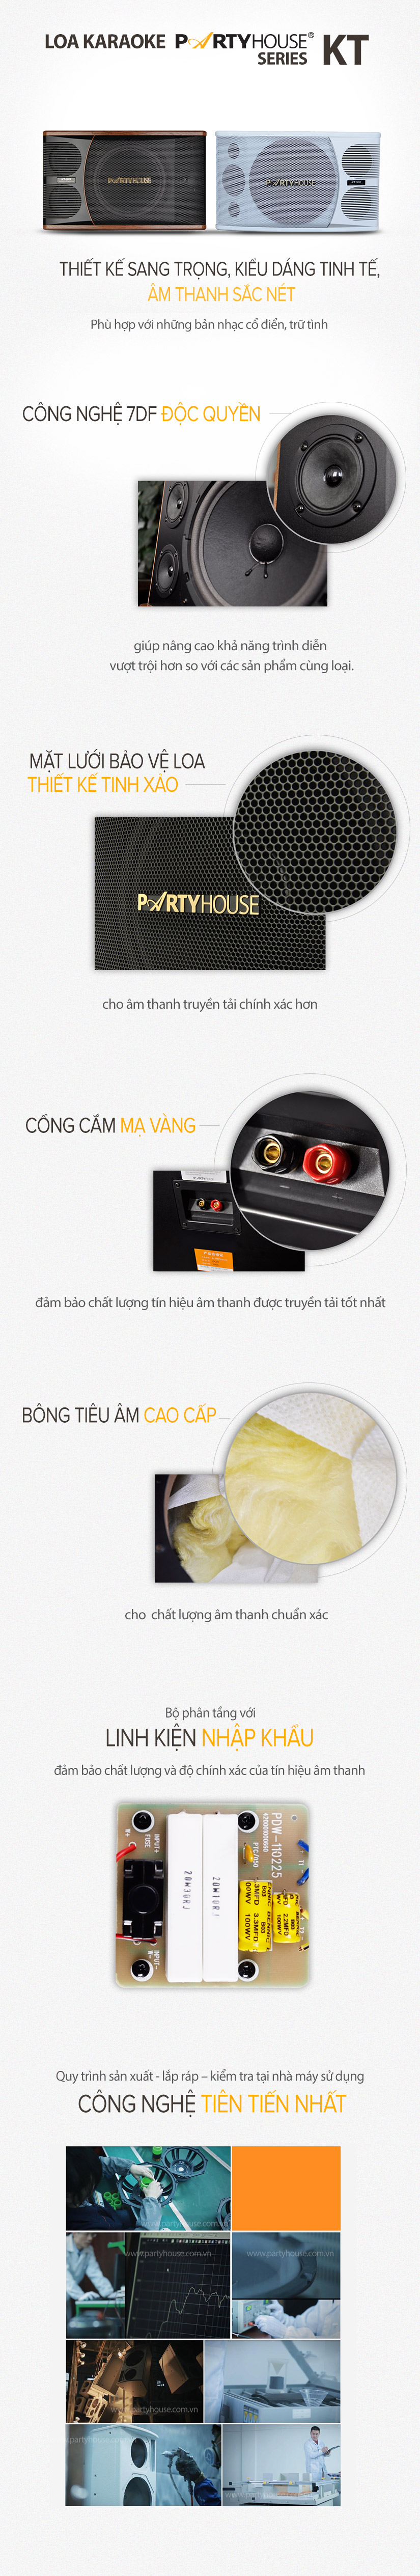 LOA KARAOKE PARTYHOUSE® KT
SERIES
PARTYHOUSE
PARTYHOUSE
THIẾT KẾ SANG TRỌNG, KIỂU DÁNG TINH TẾ,
ÂM THANH SẮC NÉT
Phù hợp với những bản nhạc cổ điển, trữ tình
CÔNG NGHỆ 7DF ĐỘC QUYỀN
giúp nâng cao khả năng trình diễn
vượt trội hơn so với các sản phẩm cùng loại.
MẶT LƯỚI BẢO VỆ LOA
THIẾT KẾ TINH XẢO
PARTYHOUSE
cho âm thanh truyền tải chính xác hơn
CỔNG CẮM MẠ VÀNG
đảm bảo chất lượng tín hiệu âm thanh được truyền tải tốt nhất
BÔNG TIÊU ÂM CAO CẤP
cho chất lượng âm thanh chuẩn xác
Bộ phân tầng với
LINH KIỆN NHẬP KHẨU
đảm bảo chất lượng và độ chính xác của tín hiệu âm thanh
PDW-110225
FUSE
INPUT+
INPUT-
W+
W-
Quy trình sản xuất - lắp ráp – kiểm tra tại nhà máy sử dụng
CÔNG NGHỆ TIÊN TIẾN NHẤT
www.partyhouse.com.vn
www.partyhouse.com.vn
www.partyhouse.com.vn